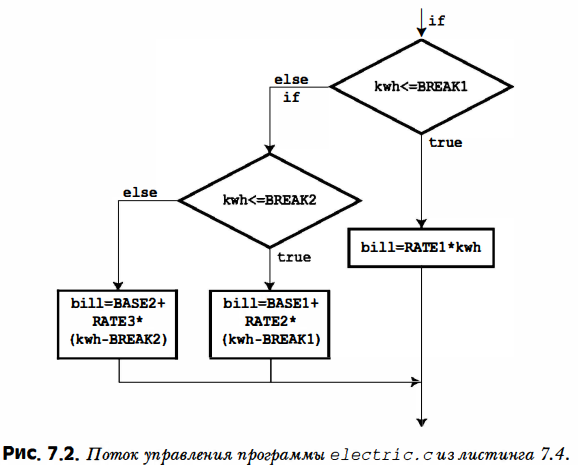 if
kwh<=BREAK1
else
if
true
kwh<=BREAK2
else
true
bill=RATE1*kwh
bill=BASE2+
RATE3*
(kwh-BREAK2)
bill=BASE1+
RATE2*
(kwh-BREAK1)
Рис. 7.2. Поток управления программы electric.c из листинга 7.4.